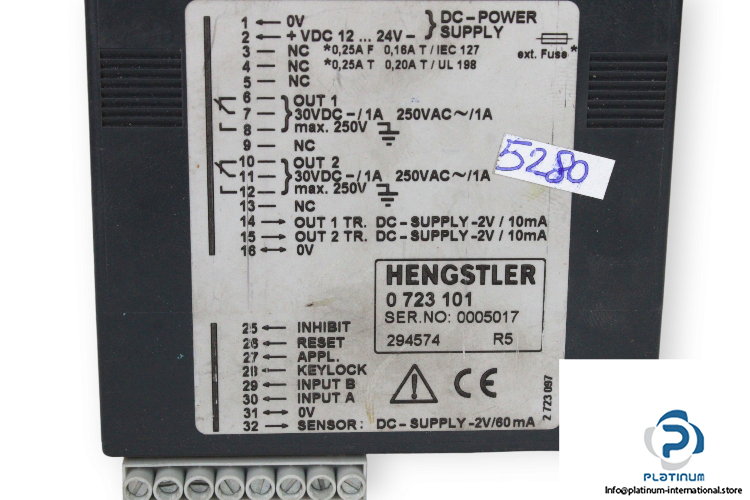 1 ← 0V
2 ← + VDC 12 ... 24V –
DC – POWER
SUPPLY
3 — NC *0,25A F 0,16A T / IEC 127
4 — NC *0,25A T 0,20A T / UL 198
5 — NC
ext. Fuse *
6
7
8
OUT 1
30VDC – /1A 250VAC ~/1A
max. 250V
9 — NC
10
11
12
OUT 2
30VDC – /1A 250VAC ~/1A
max. 250V
13 — NC
14 → OUT 1 TR. DC – SUPPLY -2V / 10mA
15 → OUT 2 TR. DC – SUPPLY -2V / 10mA
16 ↔ 0V
5280
HENGSTLER
0 723 101
SER.NO: 0005017
294574 R5
25 ← INHIBIT
26 ← RESET
27 ← APPL.
28 ← KEYLOCK
29 ← INPUT B
30 ← INPUT A
31 ↔ 0V
32 → SENSOR: DC – SUPPLY -2V/60 mA
CE
2 723 097
PLATINUM
INTERNATIONAL
Info@platinum-international.store